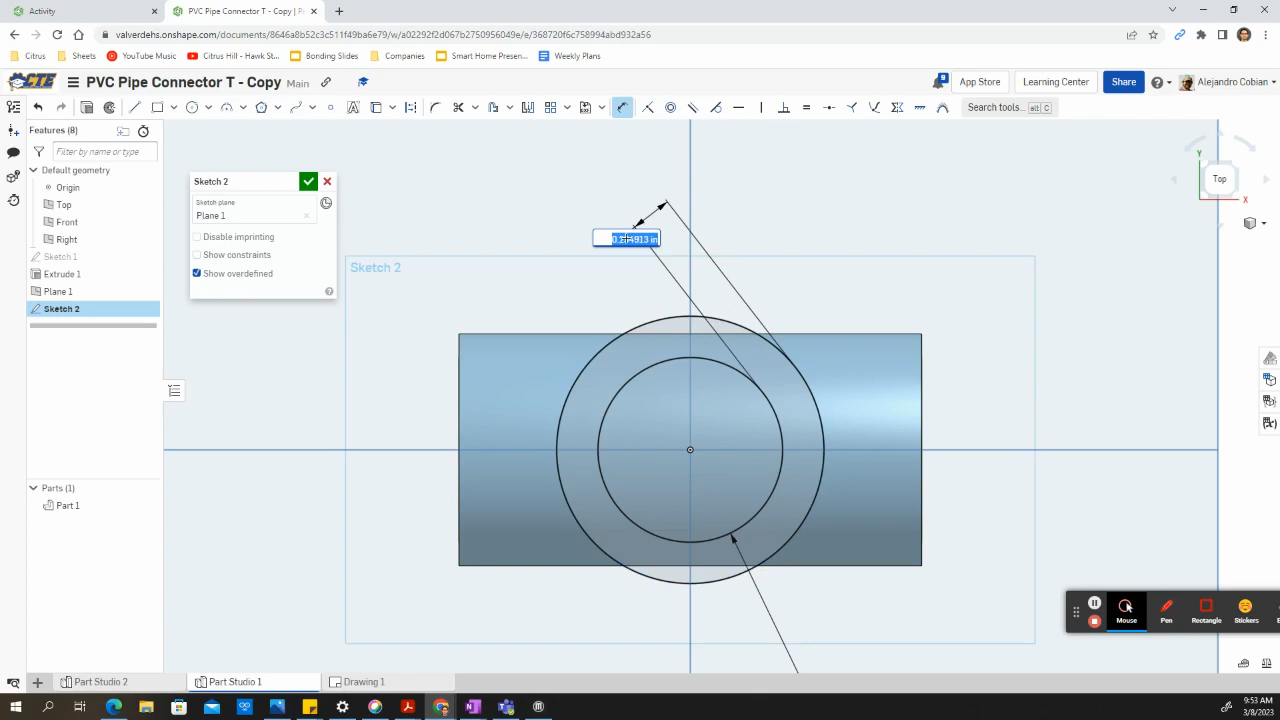 Activity
PVC Pipe Connector T - Copy | P
valverdehs.onshape.com/documents/8646a8b52c3c511f49ba6e79/w/a02292f2d067b2750956049e/e/368720f6c758994abd932a56
Citrus
Sheets
YouTube Music
Citrus Hill - Hawk St...
Bonding Slides
Companies
Smart Home Presen...
Weekly Plans
CTE
PVC Pipe Connector T - Copy
Main
9
App Store
Learning Center
Share
Alejandro Cobian
Search tools...
alt
C
Features (8)
Filter by name or type
Default geometry
Origin
Top
Front
Right
Sketch 1
Extrude 1
Plane 1
Sketch 2
Parts (1)
Part 1
Sketch 2
Sketch plane
Plane 1
Disable imprinting
Show constraints
Show overdefined
Sketch 2
Y
Top
X
Mouse
Pen
Rectangle
Stickers
Part Studio 2
Part Studio 1
Drawing 1
9:53 AM
3/8/2023